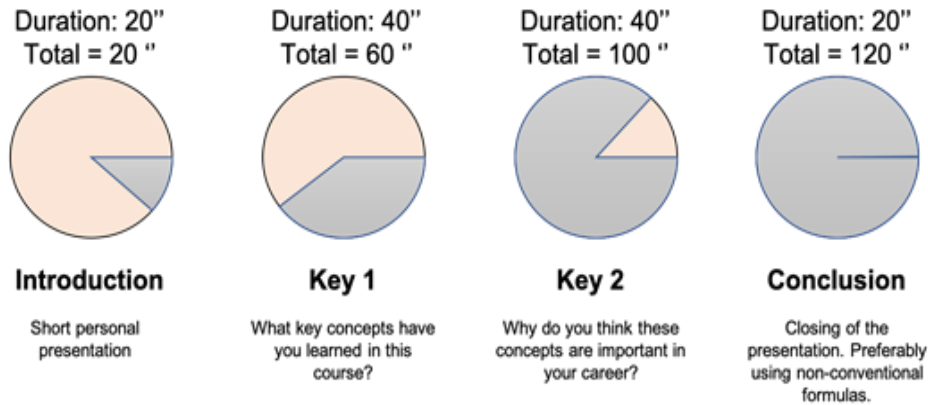 Duration: 20’’
Total = 20 ‘’
Duration: 40’’
Total = 60 ‘’
Duration: 40’’
Total = 100 ‘’
Duration: 20’’
Total = 120 ‘’
Introduction
Short personal
presentation
Key 1
What key concepts have
you learned in this
course?
Key 2
Why do you think these
concepts are important in
your career?
Conclusion
Closing of the
presentation. Preferably
using non-conventional
formulas.